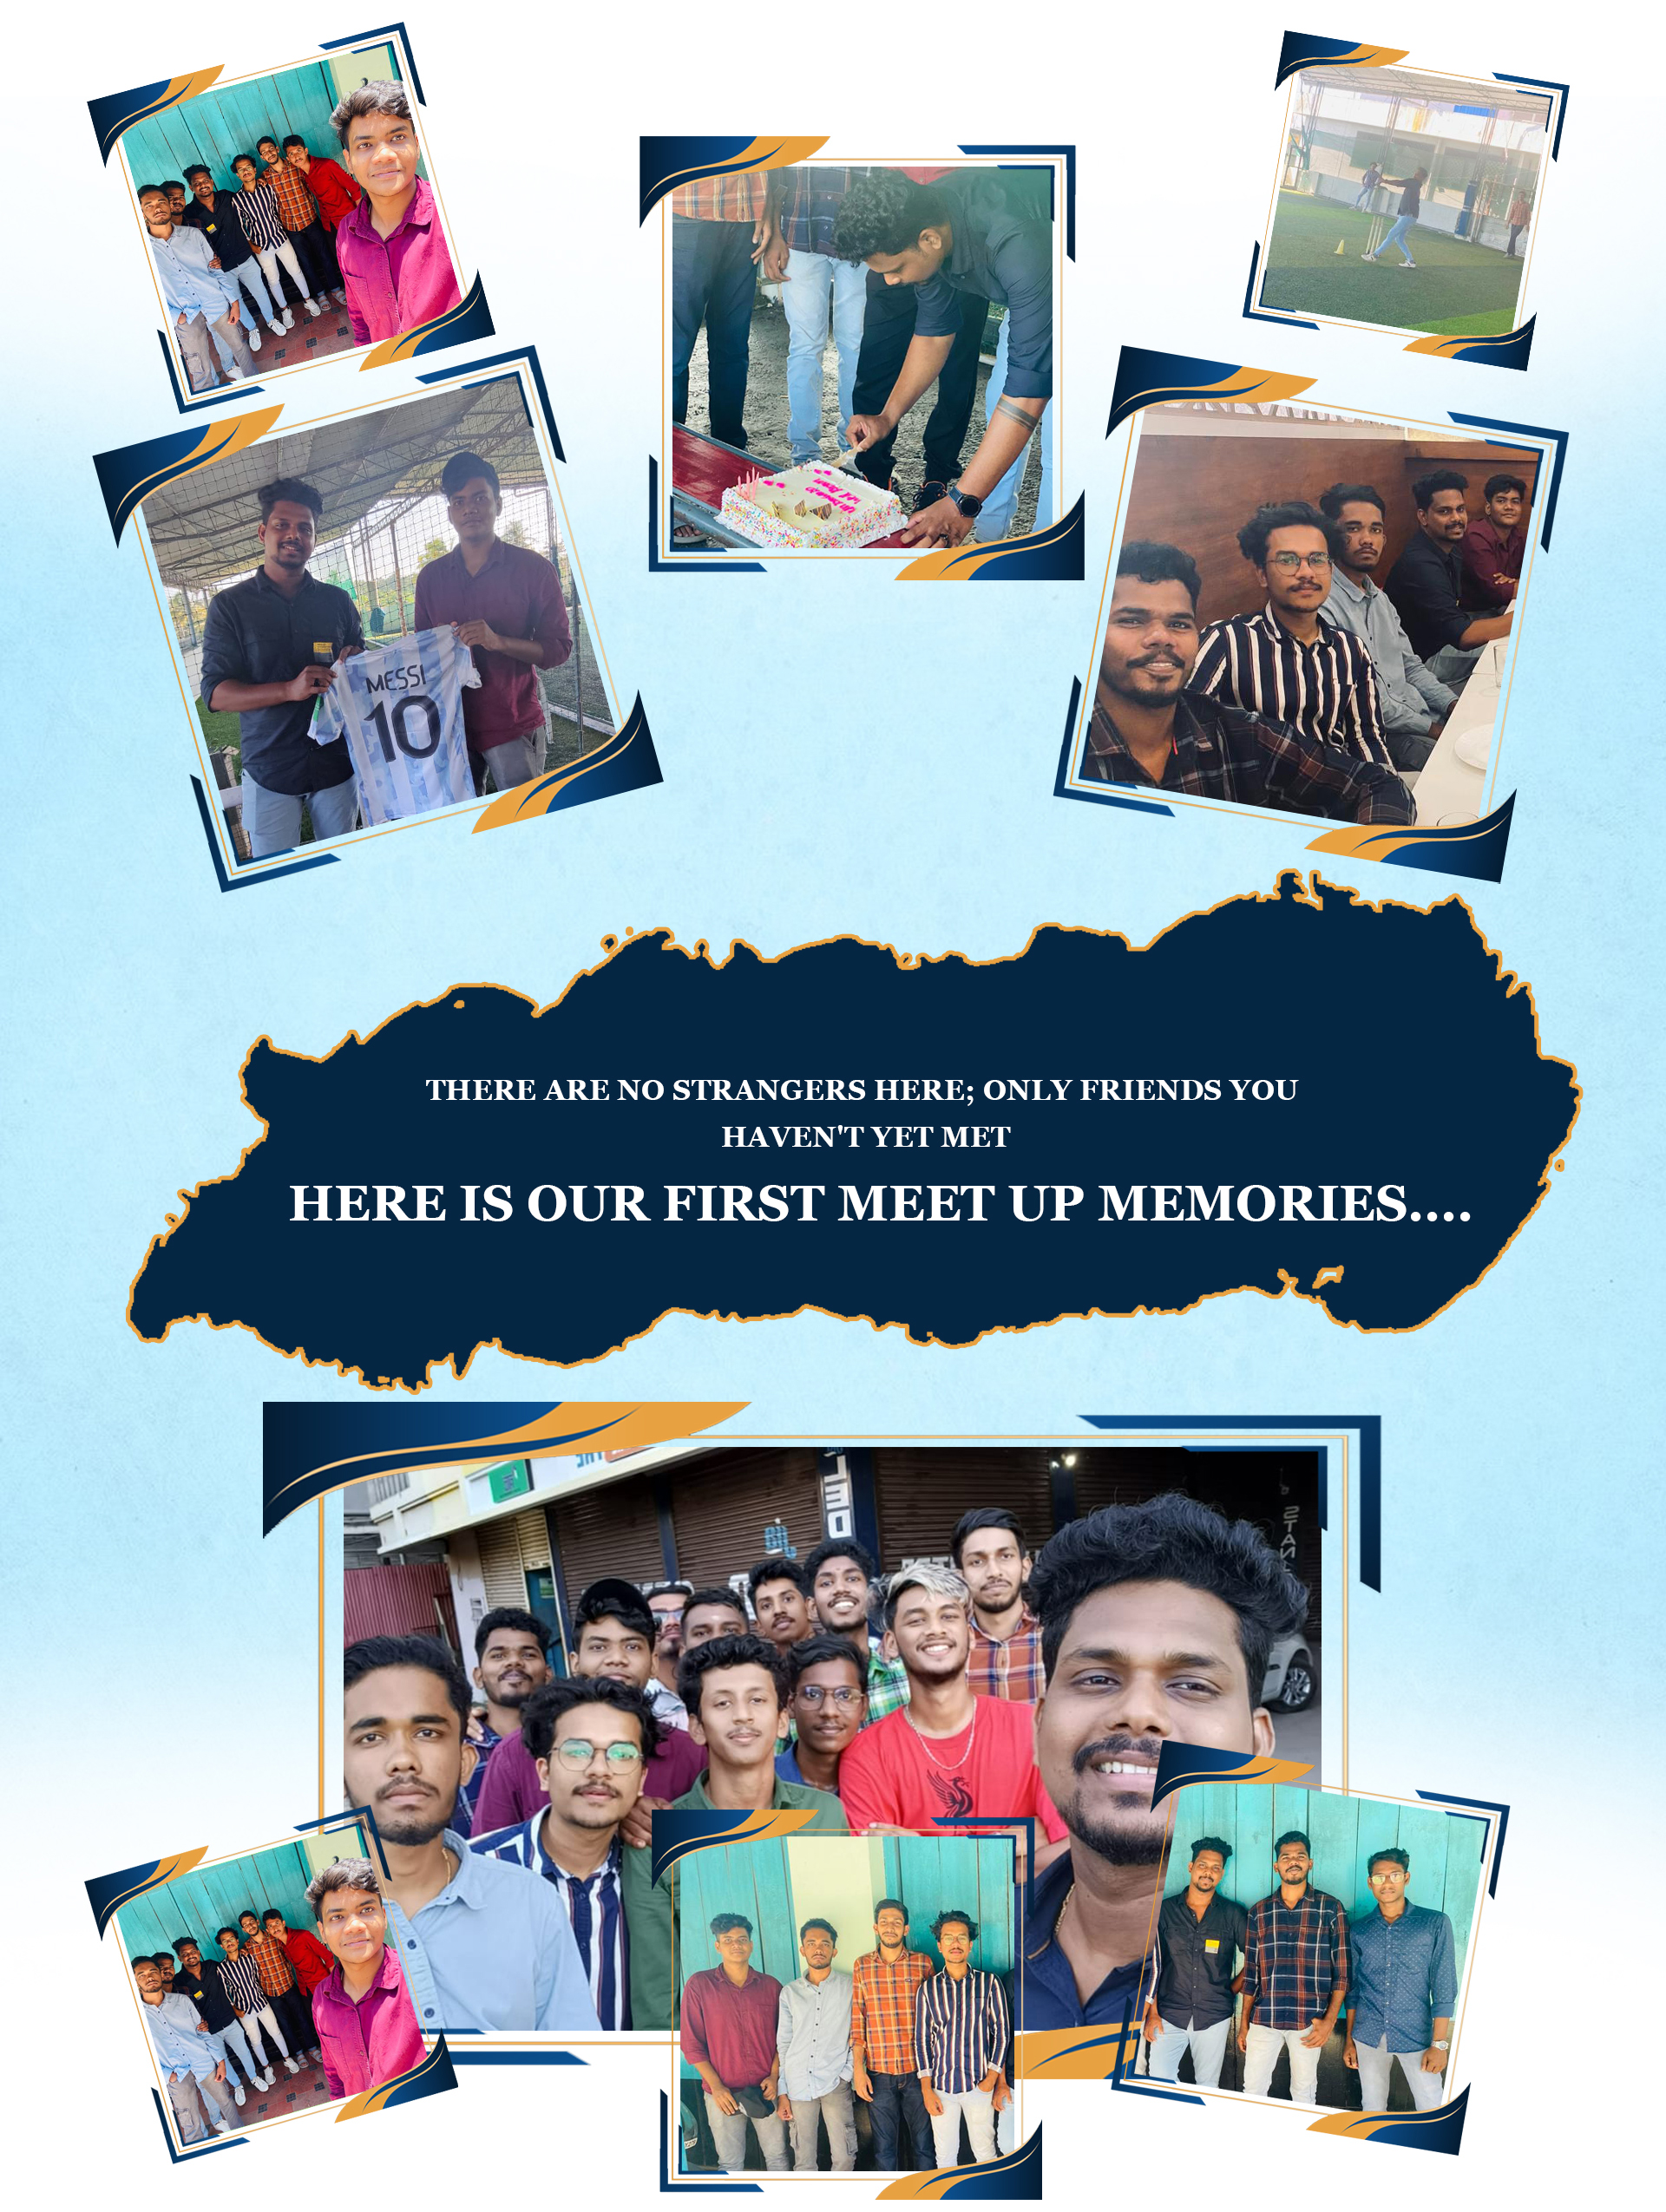 MESSI
10
THERE ARE NO STRANGERS HERE; ONLY FRIENDS YOU
HAVEN'T YET MET
HERE IS OUR FIRST MEET UP MEMORIES....